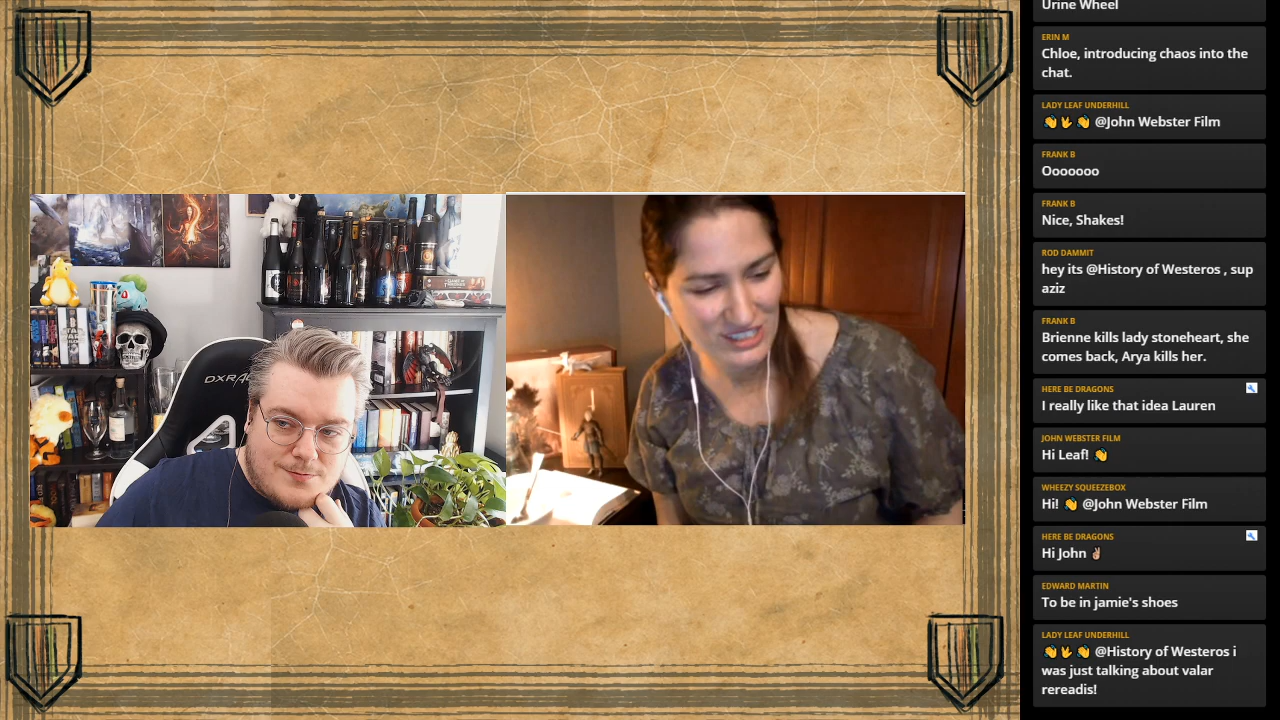 Urine Wheel
ERIN M
Chloe, introducing chaos into the
chat.
LADY LEAF UNDERHILL
👏🖖👏 @John Webster Film
FRANK B
Ooooooo
FRANK B
Nice, Shakes!
ROD DAMMIT
hey its @History of Westeros , sup
aziz
FRANK B
Brienne kills lady stoneheart, she
comes back, Arya kills her.
HERE BE DRAGONS
I really like that idea Lauren
JOHN WEBSTER FILM
Hi Leaf! 👏
WHEEZY SQUEEZEBOX
Hi! 👏 @John Webster Film
HERE BE DRAGONS
Hi John ✌🏼
EDWARD MARTIN
To be in jamie's shoes
LADY LEAF UNDERHILL
👏🖖👏 @History of Westeros i
was just talking about valar
rereadis!
DXRA